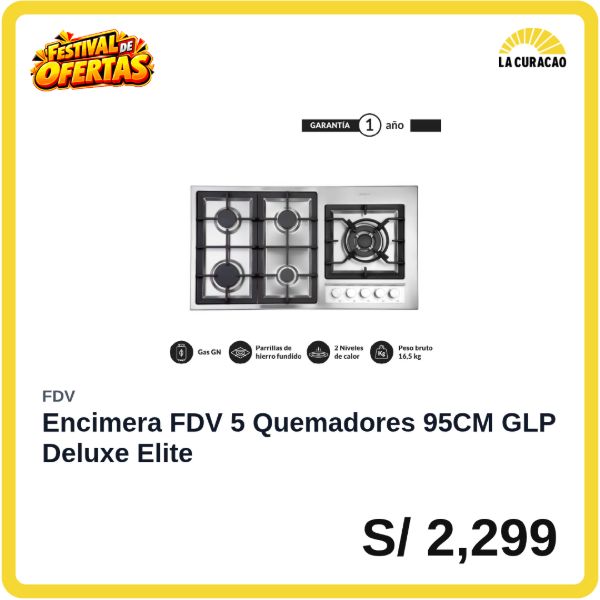 FESTIVAL DE
OFERTAS
LA CURACAO
GARANTÍA 1 año
Gas GN
Parrillas de
hierro fundido
2 Niveles
de calor
Kg
Peso bruto
16,5 kg
FDV
Encimera FDV 5 Quemadores 95CM GLP
Deluxe Elite
S/ 2,299